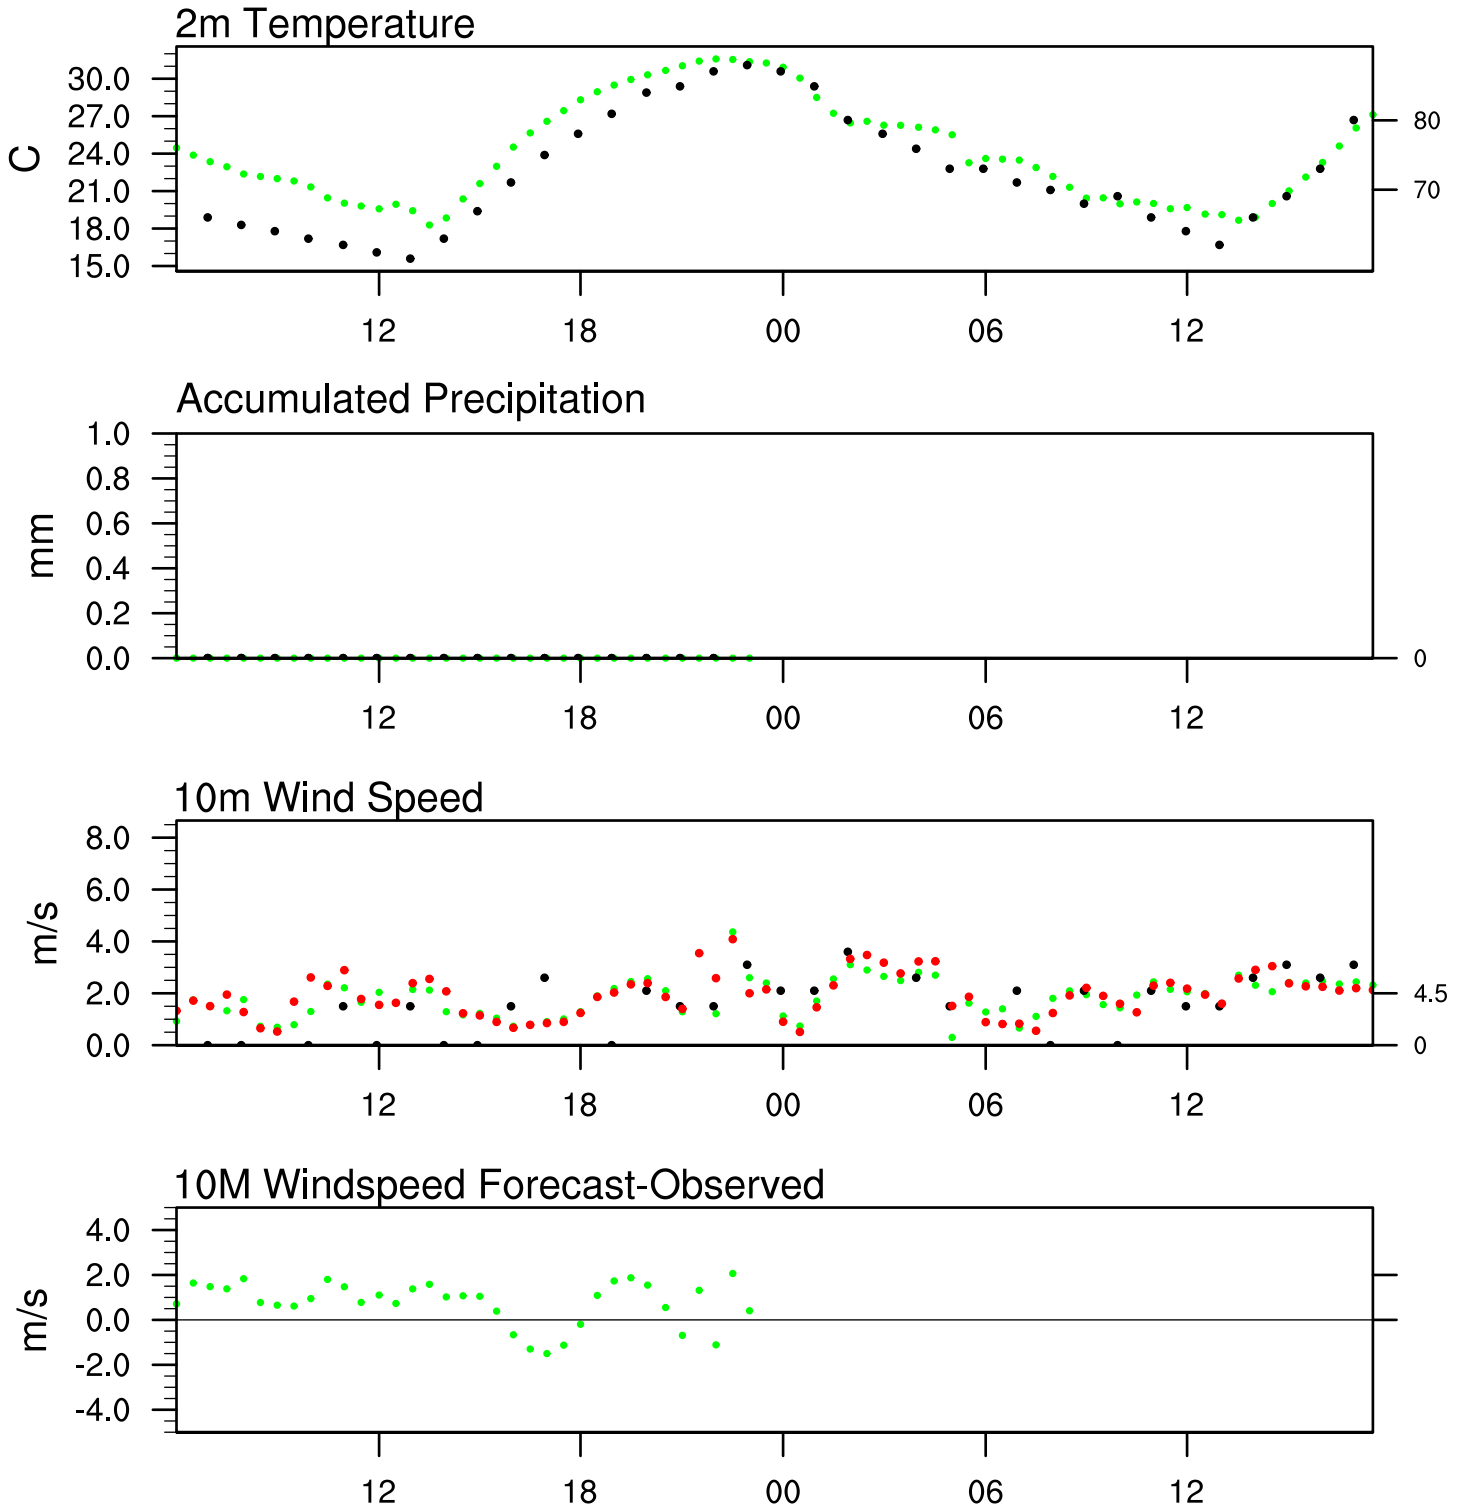 2m Temperature
30.0
27.0
24.0
21.0
18.0
15.0
C
80
70
12 18 00 06 12
Accumulated Precipitation
1.0
0.8
0.6
0.4
0.2
0.0
mm
0
12 18 00 06 12
10m Wind Speed
8.0
6.0
4.0
2.0
0.0
m/s
4.5
0
12 18 00 06 12
10M Windspeed Forecast-Observed
4.0
2.0
0.0
-2.0
-4.0
m/s
12 18 00 06 12